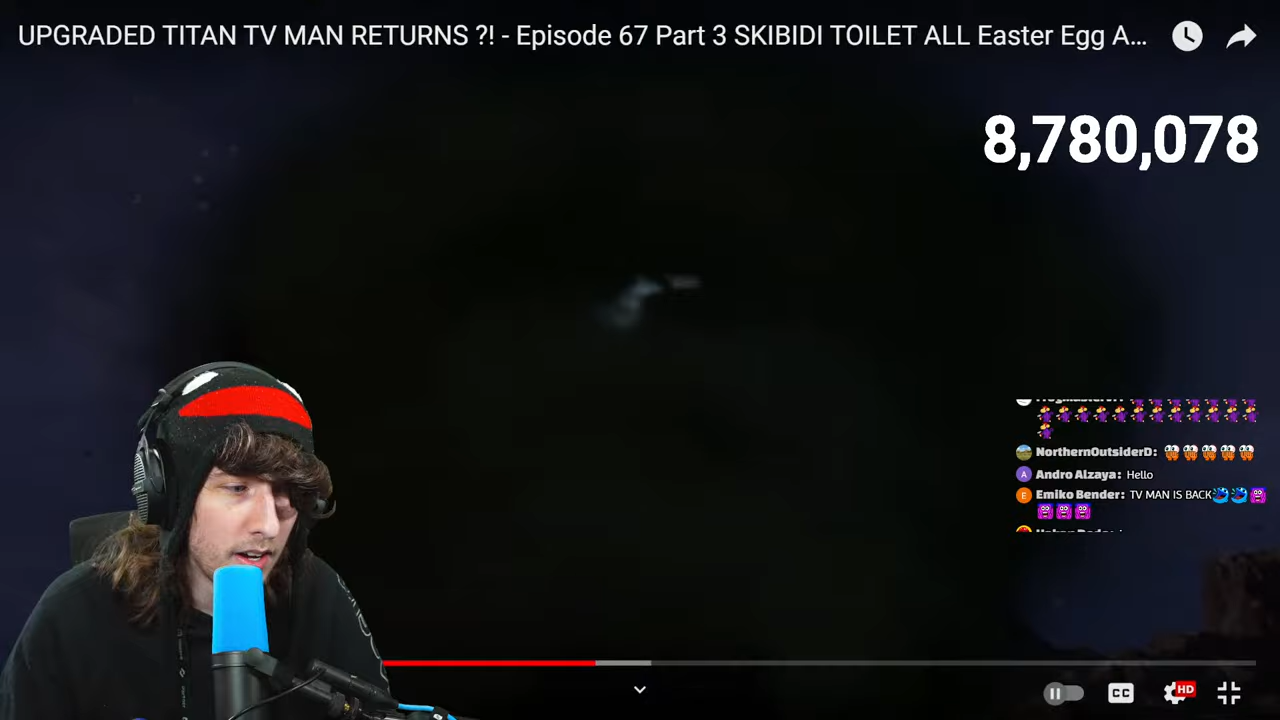 UPGRADED TITAN TV MAN RETURNS ?! - Episode 67 Part 3 SKIBIDI TOILET ALL Easter Egg A...
8,780,078
NorthernOutsiderD:
Andro Alzaya: Hello
Emiko Bender: TV MAN IS BACK
CC
HD